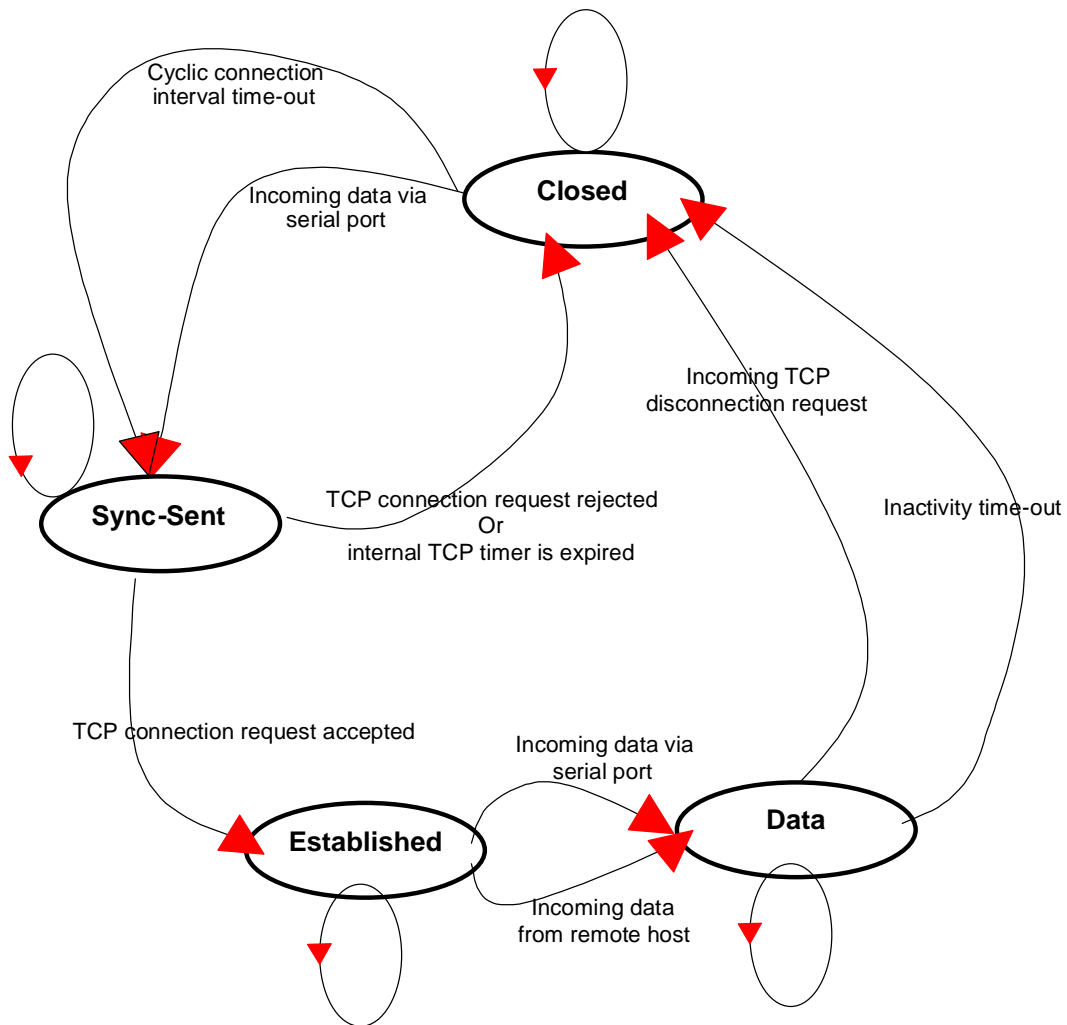 Cyclic connection
interval time-out
Closed
Incoming data via
serial port
Incoming TCP
disconnection request
Sync-Sent
TCP connection request rejected
Or
internal TCP timer is expired
Inactivity time-out
TCP connection request accepted
Incoming data via
serial port
Established
Data
Incoming data
from remote host